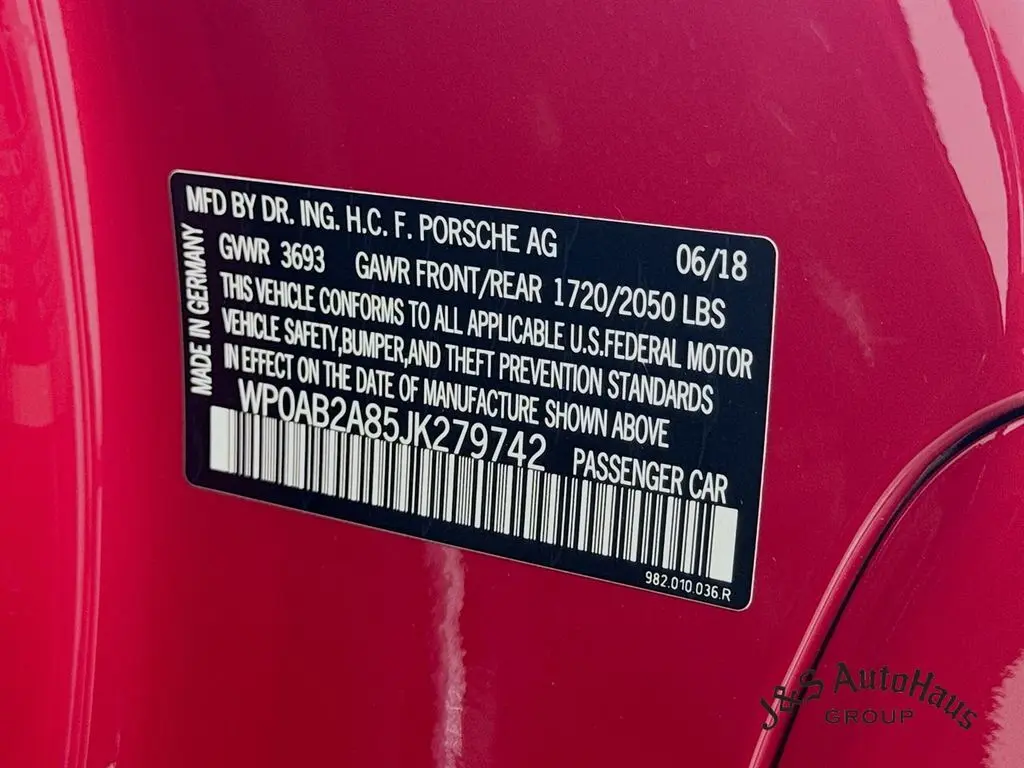 MFD BY DR. ING. H.C. F. PORSCHE AG 06/18
GVWR 3693 GAWR FRONT/REAR 1720/2050 LBS
THIS VEHICLE CONFORMS TO ALL APPLICABLE U.S.FEDERAL MOTOR
VEHICLE SAFETY,BUMPER,AND THEFT PREVENTION STANDARDS
IN EFFECT ON THE DATE OF MANUFACTURE SHOWN ABOVE
WP0AB2A85JK279742 PASSENGER CAR
MADE IN GERMANY
982.010.036.R
J&S AutoHaus
GROUP